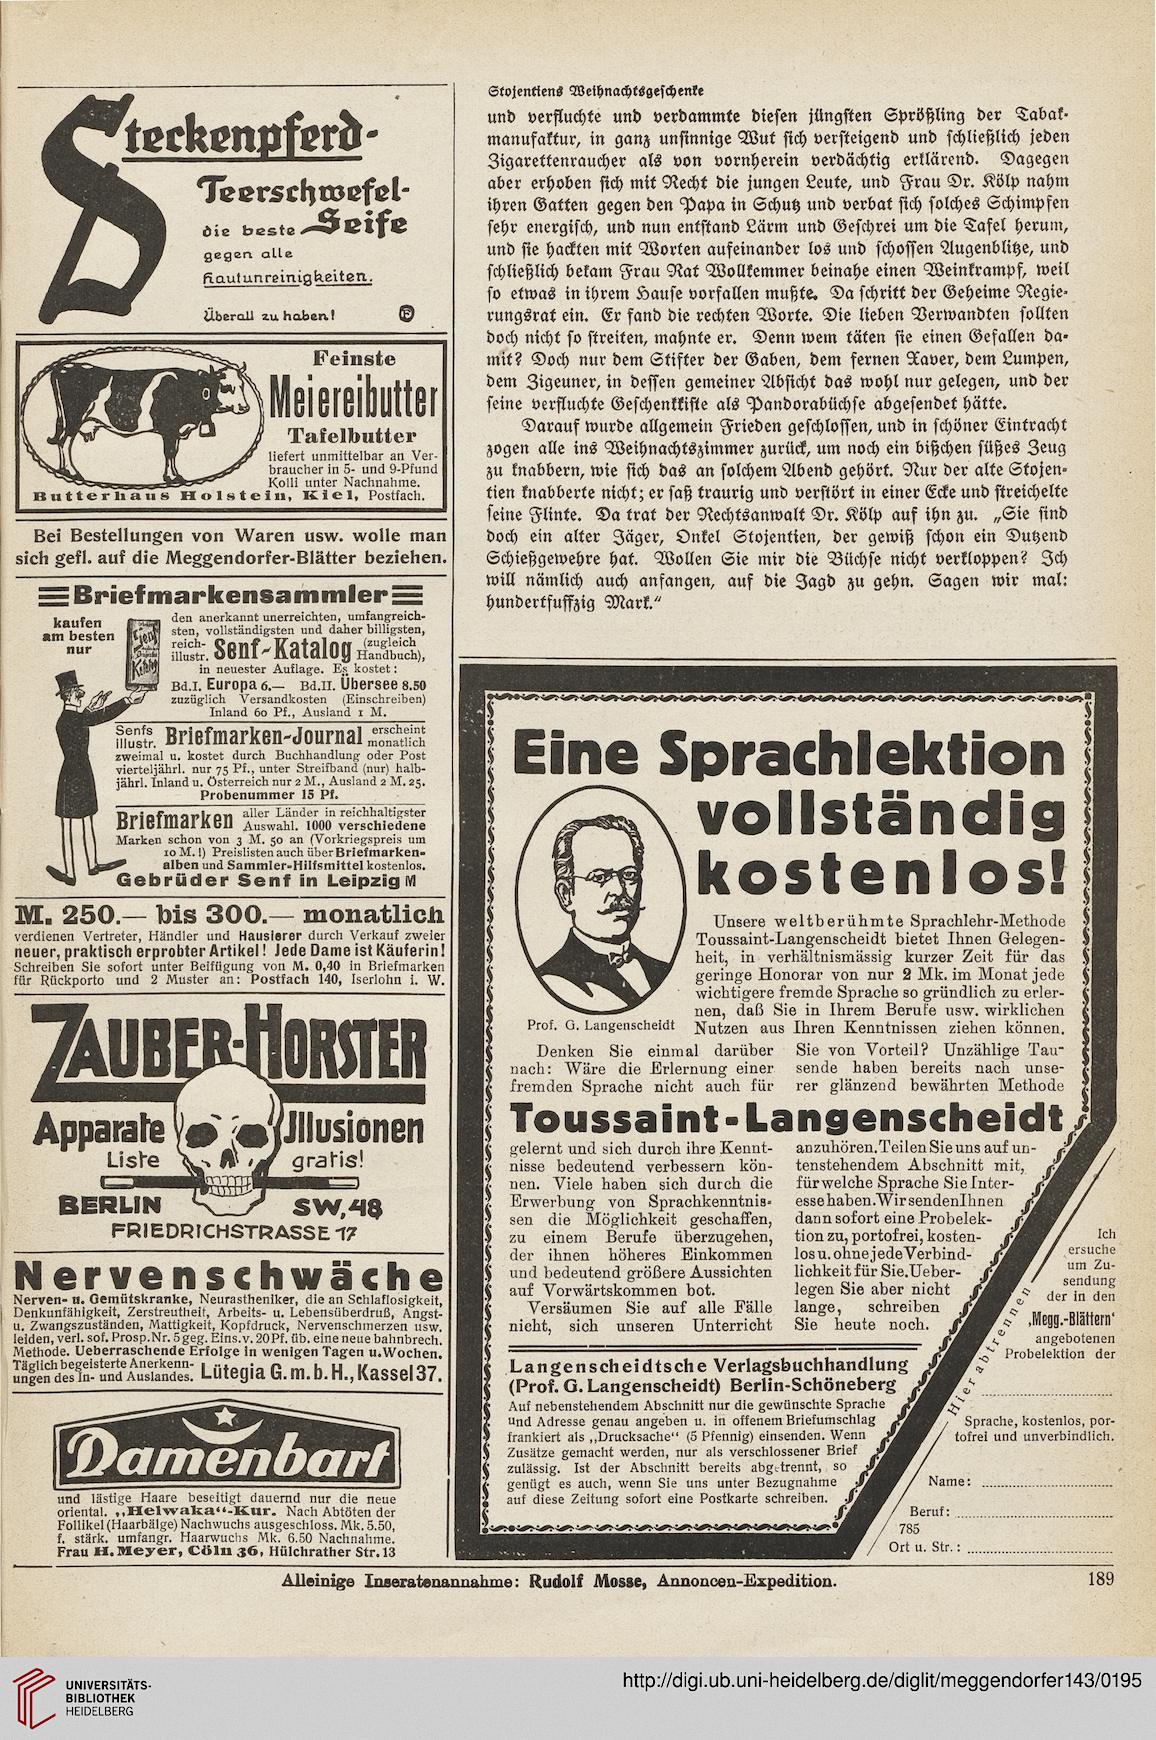 Steckenpferd-
Teerschwefel-
die beste Seife
gegen alle
Hautunreinigkeiten.
Überall zu haben!
Feinste
Meiereibutter
Tafelbutter
liefert unmittelbar an Ver-
braucher in 5- und 9-Pfund
Kolli unter Nachnahme.
Butterhaus Holstein, Kiel, Postfach.
Bei Bestellungen von Waren usw. wolle man
sich gefl. auf die Meggendorfer-Blätter beziehen.
Briefmarkensammler
kaufen
am besten
nur
den anerkannt unerreichten, umfangreich-
sten, vollständigsten und daher billigsten,
reich-
illustr. Senf-Katalog (zugleich
Handbuch),
in neuester Auflage. Es kostet:
Bd.I. Europa 6.— Bd.II. Übersee 8.50
zuzüglich Versandkosten (Einschreiben)
Inland 60 Pf., Ausland 1 M.
Senfs
illustr. Briefmarken-Journal erscheint
monatlich
zweimal u. kostet durch Buchhandlung oder Post
vierteljährl. nur 75 Pf., unter Streifband (nur) halb-
jährl. Inland u. Österreich nur 2 M., Ausland 2 M. 25.
Probenummer 15 Pf.
Briefmarken aller Länder in reichhaltigster
Auswahl. 1000 verschiedene
Marken schon von 3 M. 50 an (Vorkriegspreis um
10 M.!) Preislisten auch über Briefmarken-
alben und Sammler-Hilfsmittel kostenlos.
Gebrüder Senf in Leipzig M
M. 250.— bis 300.— monatlich
verdienen Vertreter, Händler und Hausierer durch Verkauf zweier
neuer, praktisch erprobter Artikel! Jede Dame ist Käuferin!
Schreiben Sie sofort unter Beifügung von M. 0,40 in Briefmarken
für Rückporto und 2 Muster an: Postfach 140, Iserlohn i. W.
ZAUBER-HORSTER
Apparate Jllusionen
Liste gratis!
BERLIN SW,48
FRIEDRICHSTRASSE 17
Nervenschwäche
Nerven- u. Gemütskranke, Neurastheniker, die an Schlaflosigkeit,
Denkunfähigkeit, Zerstreutheit, Arbeits- u. Lebensüberdruß, Angst-
u. Zwangszuständen, Mattigkeit, Kopfdruck, Nervenschmerzen usw.
leiden, verl. sof. Prosp. Nr. 5 geg. Eins. v. 20 Pf. üb. eine neue bahnbrech.
Methode. Ueberraschende Erfolge in wenigen Tagen u. Wochen.
Täglich begeisterte Anerkenn-
ungen des In- und Auslandes. Lütegia G.m.b.H., Kassel 37.
Damenbart
und lästige Haare beseitigt dauernd nur die neue
oriental. „Helwaka“-Kur. Nach Abtöten der
Follikel (Haarbälge) Nachwuchs ausgeschloss. Mk. 5.50,
f. stärk. umfangr. Haarwuchs Mk. 6.50 Nachnahme.
Frau H. Meyer, Cöln 36, Hülchrather Str. 13
Stojentiens Weihnachtsgeschenke
und verfluchte und verdammte diesen jüngsten Sprößling der Tabak-
manufaktur, in ganz unsinnige Wut sich versteigend und schließlich jeden
Zigarettenraucher als von vornherein verdächtig erklärend. Dagegen
aber erhoben sich mit Recht die jungen Leute, und Frau Dr. Kölp nahm
ihren Gatten gegen den Papa in Schutz und verbat sich solches Schimpfen
sehr energisch, und nun entstand Lärm und Geschrei um die Tafel herum,
und sie hackten mit Worten aufeinander los und schossen Augenblitze, und
schließlich bekam Frau Rat Wollkemmer beinahe einen Weinkrampf, weil
so etwas in ihrem Hause vorfallen mußte. Da schritt der Geheime Regie-
rungsrat ein. Er fand die rechten Worte. Die lieben Verwandten sollten
doch nicht so streiten, mahnte er. Denn wem täten sie einen Gefallen da-
mit? Doch nur dem Stifter der Gaben, dem fernen Xaver, dem Lumpen,
dem Zigeuner, in dessen gemeiner Absicht das wohl nur gelegen, und der
seine verfluchte Geschenkkiste als Pandorabüchse abgesendet hätte.
Darauf wurde allgemein Frieden geschlossen, und in schöner Eintracht
zogen alle ins Weihnachtszimmer zurück, um noch ein bißchen süßes Zeug
zu knabbern, wie sich das an solchem Abend gehört. Nur der alte Stojen-
tien knabberte nicht; er saß traurig und verstört in einer Ecke und streichelte
seine Flinte. Da trat der Rechtsanwalt Dr. Kölp auf ihn zu. „Sie sind
doch ein alter Jäger, Onkel Stojentien, der gewiß schon ein Dutzend
Schießgewehre hat. Wollen Sie mir die Büchse nicht verkloppen? Ich
will nämlich auch anfangen, auf die Jagd zu gehn. Sagen wir mal:
hundertfuffzig Mark.“
Eine Sprachlektion
vollständig
kostenlos!
Prof. G. Langenscheidt
Unsere weltberühmte Sprachlehr-Methode
Toussaint-Langenscheidt bietet Ihnen Gelegen-
heit, in verhältnismässig kurzer Zeit für das
geringe Honorar von nur 2 Mk. im Monat jede
wichtigere fremde Sprache so gründlich zu erler-
nen, daß Sie in Ihrem Berufe usw. wirklichen
Nutzen aus Ihren Kenntnissen ziehen können.
Denken Sie einmal darüber
nach: Wäre die Erlernung einer
fremden Sprache nicht auch für
Sie von Vorteil? Unzählige Tau-
sende haben bereits nach unse-
rer glänzend bewährten Methode
Toussaint-Langenscheidt
gelernt und sich durch ihre Kennt-
nisse bedeutend verbessern kön-
nen. Viele haben sich durch die
Erwerbung von Sprachkenntnis-
sen die Möglichkeit geschaffen,
zu einem Berufe überzugehen,
der ihnen höheres Einkommen
und bedeutend größere Aussichten
auf Vorwärtskommen bot.
Versäumen Sie auf alle Fälle
nicht, sich unseren Unterricht
anzuhören. Teilen Sie uns auf un-
tenstehendem Abschnitt mit,
für welche Sprache Sie Inter-
esse haben. Wir senden Ihnen
dann sofort eine Probelek-
tion zu, portofrei, kosten-
los u. ohne jede Verbind-
lichkeit für Sie. Ueber-
legen Sie aber nicht
lange, schreiben
Sie heute noch.
Langenscheidtsche Verlagsbuchhandlung
(Prof. G. Langenscheidt) Berlin-Schöneberg
Auf nebenstehendem Abschnitt nur die gewünschte Sprache
und Adresse genau angeben u. in offenem Briefumschlag
frankiert als „Drucksache“ (5 Pfennig) einsenden. Wenn
Zusätze gemacht werden, nur als verschlossener Brief
zulässig. Ist der Abschnitt bereits abgetrennt, so
genügt es auch, wenn Sie uns unter Bezugnahme
auf diese Zeitung sofort eine Postkarte schreiben.
Hier abtrennen
Ich
ersuche
um Zu-
sendung
der in den
‚Megg.-Blättern‘
angebotenen
Probelektion der
Sprache, kostenlos, por-
tofrei und unverbindlich.
Name:
Beruf:
785
Ort u. Str.:
Alleinige Inseratenannahme: Rudolf Mosse, Annoncen-Expedition.
189
UNIVERSITÄTS-
BIBLIOTHEK
HEIDELBERG
http://digi.ub.uni-heidelberg.de/diglit/meggendorfer143/0195